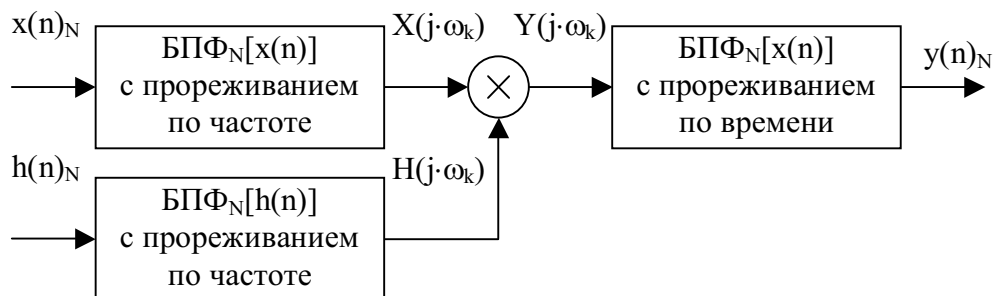 x(n)N
X(j·ωk)
Y(j·ωk)
y(n)N
БПФN[x(n)]
с прореживанием
по частоте
×
БПФN[x(n)]
с прореживанием
по времени
h(n)N
H(j·ωk)
БПФN[h(n)]
с прореживанием
по частоте